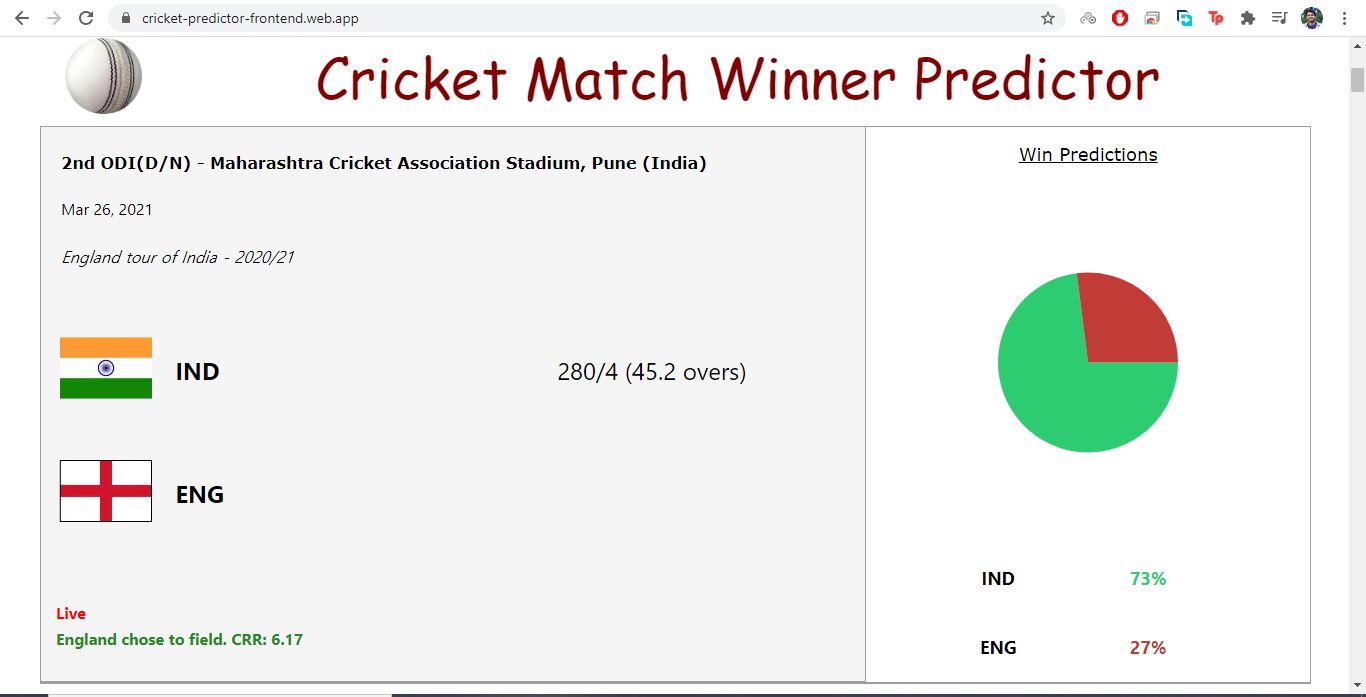 cricket-predictor-frontend.web.app
Tp
Cricket Match Winner Predictor
2nd ODI(D/N) - Maharashtra Cricket Association Stadium, Pune (India)
Mar 26, 2021
England tour of India - 2020/21
IND 280/4 (45.2 overs)
ENG
Live
England chose to field. CRR: 6.17
Win Predictions
IND 73%
ENG 27%